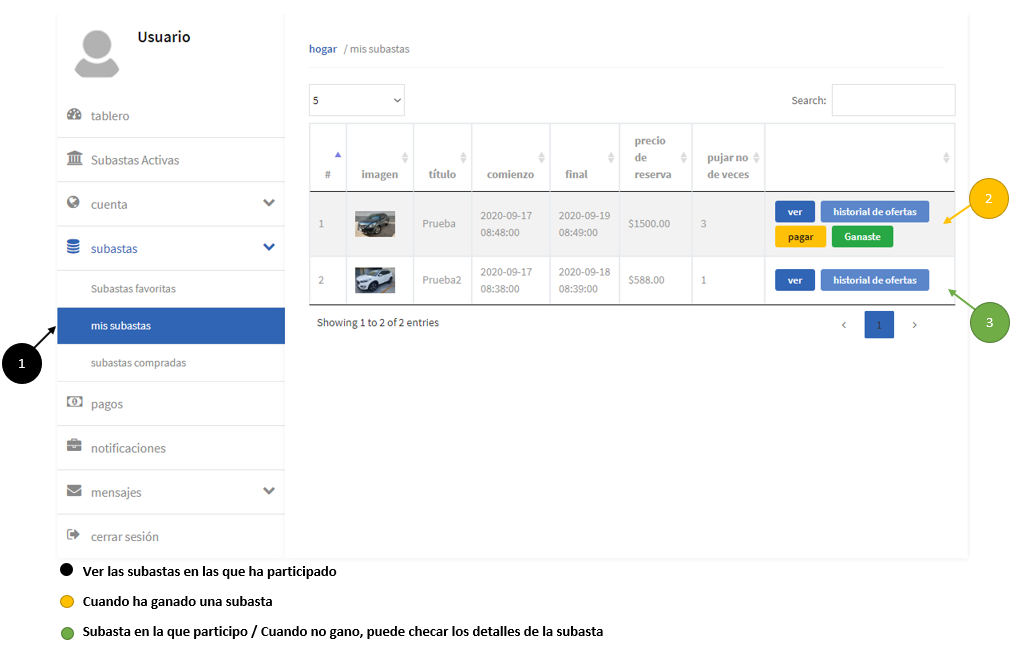 Usuario
hogar / mis subastas
tablero
Subastas Activas
cuenta
subastas
Subastas favoritas
mis subastas
subastas compradas
pagos
notificaciones
mensajes
cerrar sesión
1
5
Search:
# imagen título comienzo final precio de reserva pujar no de veces
1 Prueba 2020-09-17 08:48:00 2020-09-19 08:49:00 $1500.00 3 ver historial de ofertas
pagar Ganaste
2
2 Prueba2 2020-09-17 08:38:00 2020-09-18 08:39:00 $588.00 1 ver historial de ofertas
3
Showing 1 to 2 of 2 entries
‹ 1 ›
Ver las subastas en las que ha participado
Cuando ha ganado una subasta
Subasta en la que participo / Cuando no gano, puede checar los detalles de la subasta